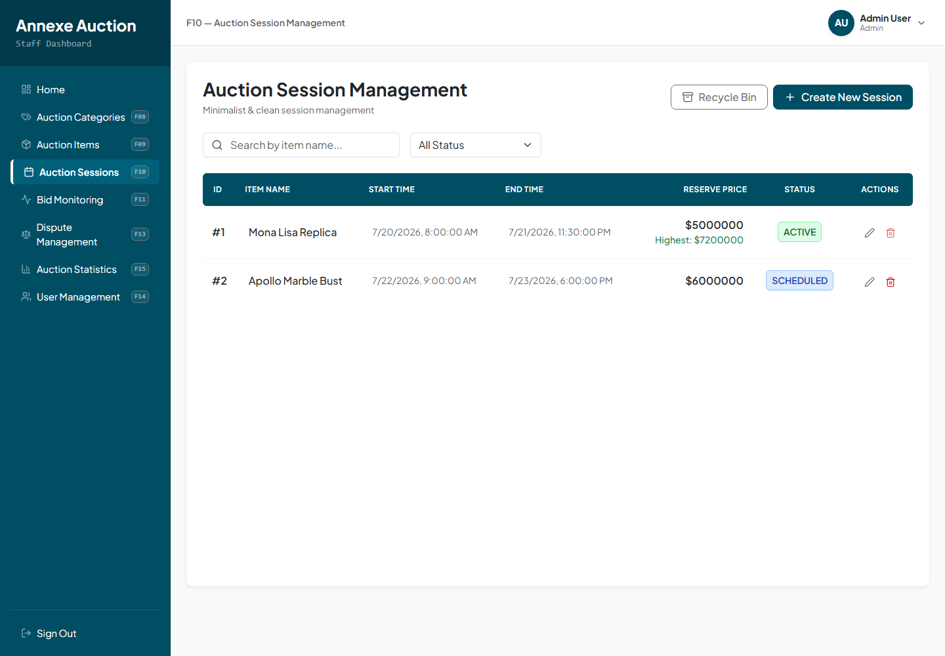 Annexe Auction
Staff Dashboard
Home
Auction Categories F08
Auction Items F09
Auction Sessions F10
Bid Monitoring F11
Dispute
Management F13
Auction Statistics F15
User Management F14
Sign Out
F10 — Auction Session Management
AU Admin User
Admin
Auction Session Management
Minimalist & clean session management
Recycle Bin
+ Create New Session
Search by item name...
All Status
ID ITEM NAME START TIME END TIME RESERVE PRICE STATUS ACTIONS
#1 Mona Lisa Replica 7/20/2026, 8:00:00 AM 7/21/2026, 11:30:00 PM $5000000 ACTIVE
Highest: $7200000
#2 Apollo Marble Bust 7/22/2026, 9:00:00 AM 7/23/2026, 6:00:00 PM $6000000 SCHEDULED